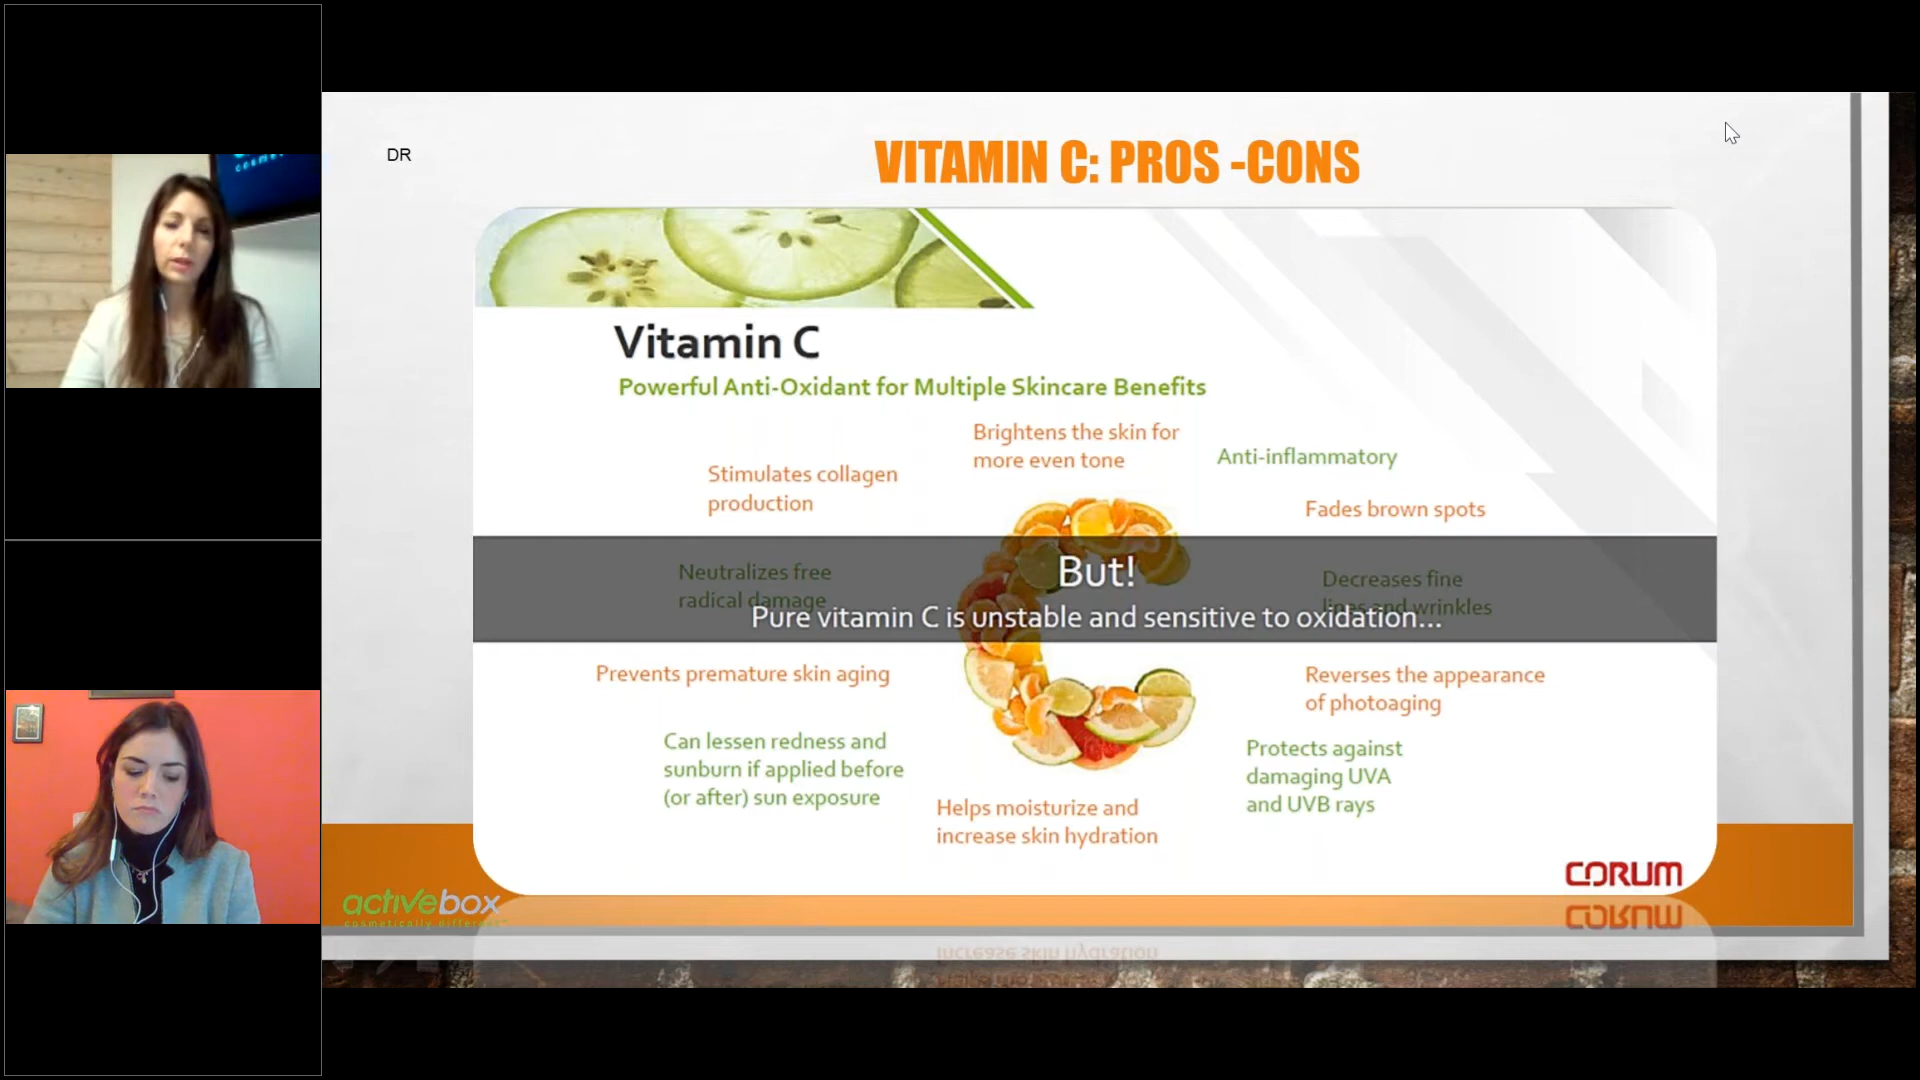 DR
VITAMIN C: PROS -CONS
Vitamin C
Powerful Anti-Oxidant for Multiple Skincare Benefits
Brightens the skin for
more even tone
Anti-inflammatory
Stimulates collagen
production
Fades brown spots
But!
Neutralizes free
radical damage
Decreases fine
lines and wrinkles
Pure vitamin C is unstable and sensitive to oxidation...
Prevents premature skin aging
Reverses the appearance
of photoaging
Can lessen redness and
sunburn if applied before
(or after) sun exposure
Protects against
damaging UVA
and UVB rays
Helps moisturize and
increase skin hydration
CORUM
activebox
cosmetically different